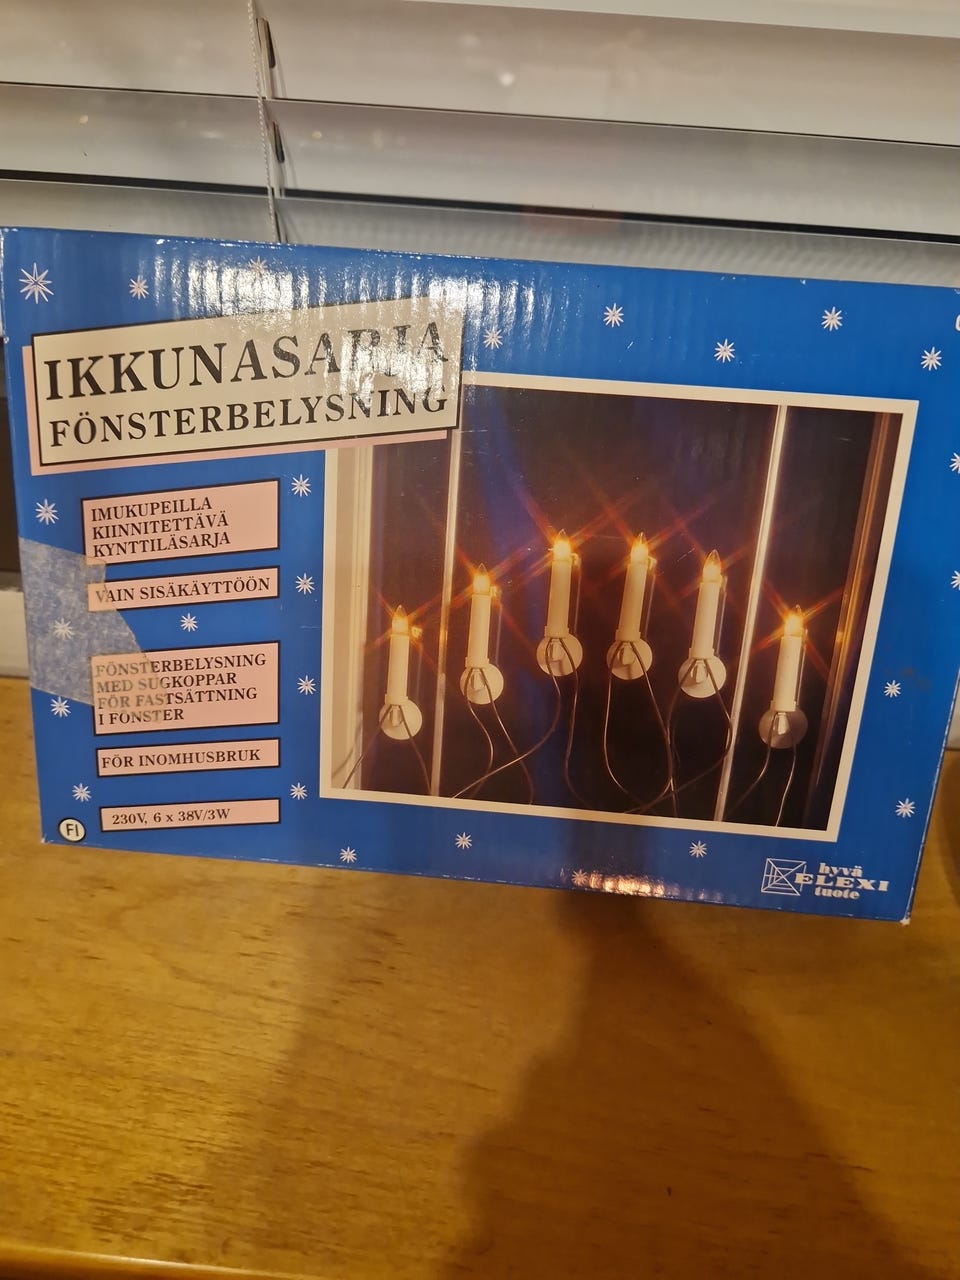 IKKUNASARJA
FÖNSTERBELYSNING
IMUKUPEILLA
KIINNITETTÄVÄ
KYNTTILÄSARJA
VAIN SISÄKÄYTTÖÖN
FÖNSTERBELYSNING
MED SUGKOPPAR
FÖR FASTSÄTTNING
I FÖNSTER
FÖR INOMHUSBRUK
230V, 6 x 38V/3W
FI
hyvä
ELEXI
tuote